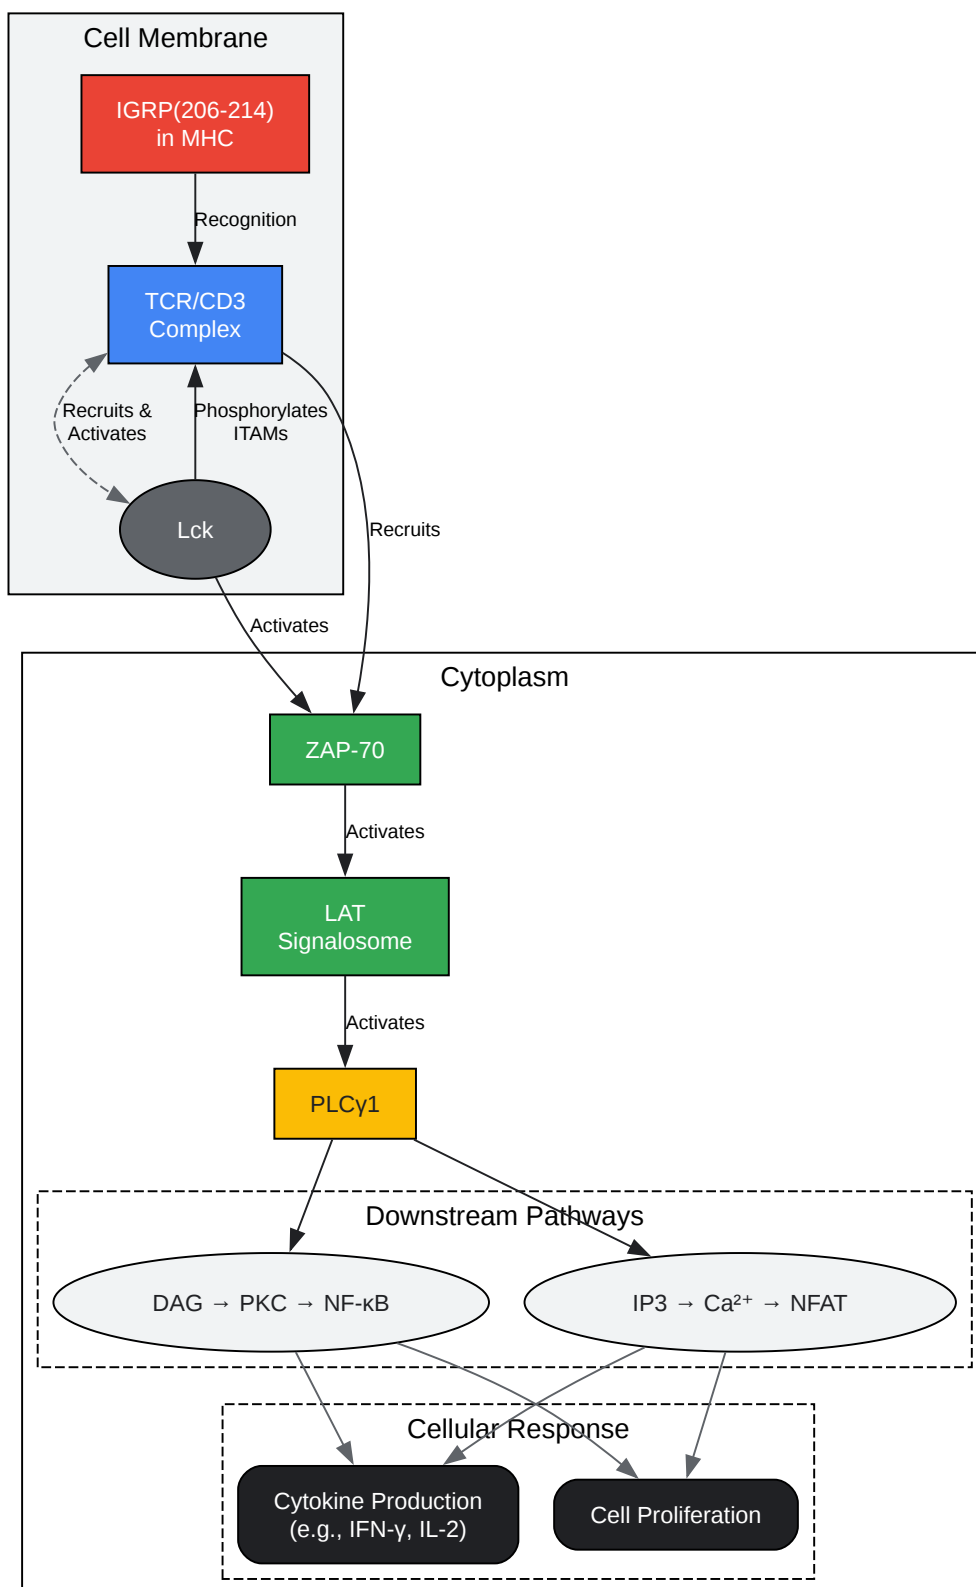 Cell Membrane
IGRP(206-214)
in MHC
Recognition
TCR/CD3
Complex
Recruits &
Activates
Phosphorylates
ITAMs
Lck
Recruits
Activates
Cytoplasm
ZAP-70
Activates
LAT
Signalosome
Activates
PLCγ1
Downstream Pathways
DAG → PKC → NF-κB
IP3 → Ca²⁺ → NFAT
Cellular Response
Cytokine Production
(e.g., IFN-γ, IL-2)
Cell Proliferation